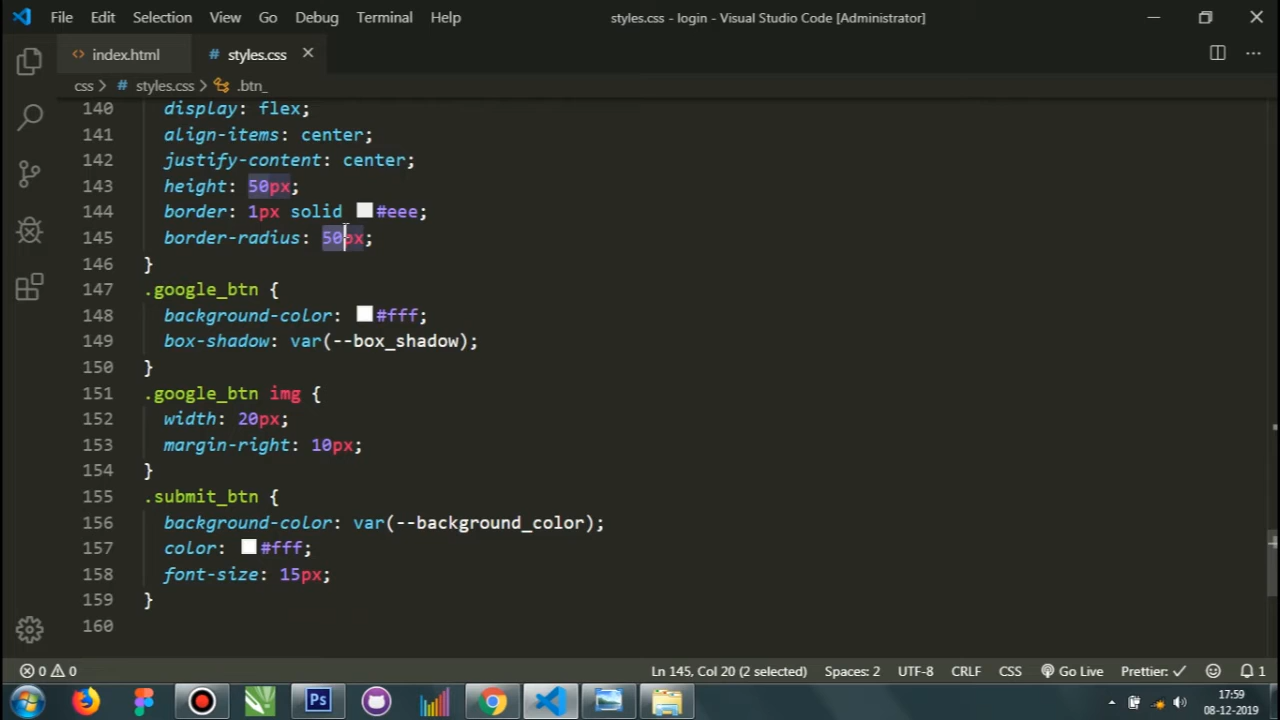 File Edit Selection View Go Debug Terminal Help styles.css - login - Visual Studio Code [Administrator]
index.html styles.css
css styles.css .btn_
140 display: flex;
141 align-items: center;
142 justify-content: center;
143 height: 50px;
144 border: 1px solid #eee;
145 border-radius: 50px;
146 }
147 .google_btn {
148 background-color: #fff;
149 box-shadow: var(--box_shadow);
150 }
151 .google_btn img {
152 width: 20px;
153 margin-right: 10px;
154 }
155 .submit_btn {
156 background-color: var(--background_color);
157 color: #fff;
158 font-size: 15px;
159 }
160
0 0 Ln 145, Col 20 (2 selected) Spaces: 2 UTF-8 CRLF CSS Go Live Prettier: ✓ 1
Ps 17:59
08-12-2019